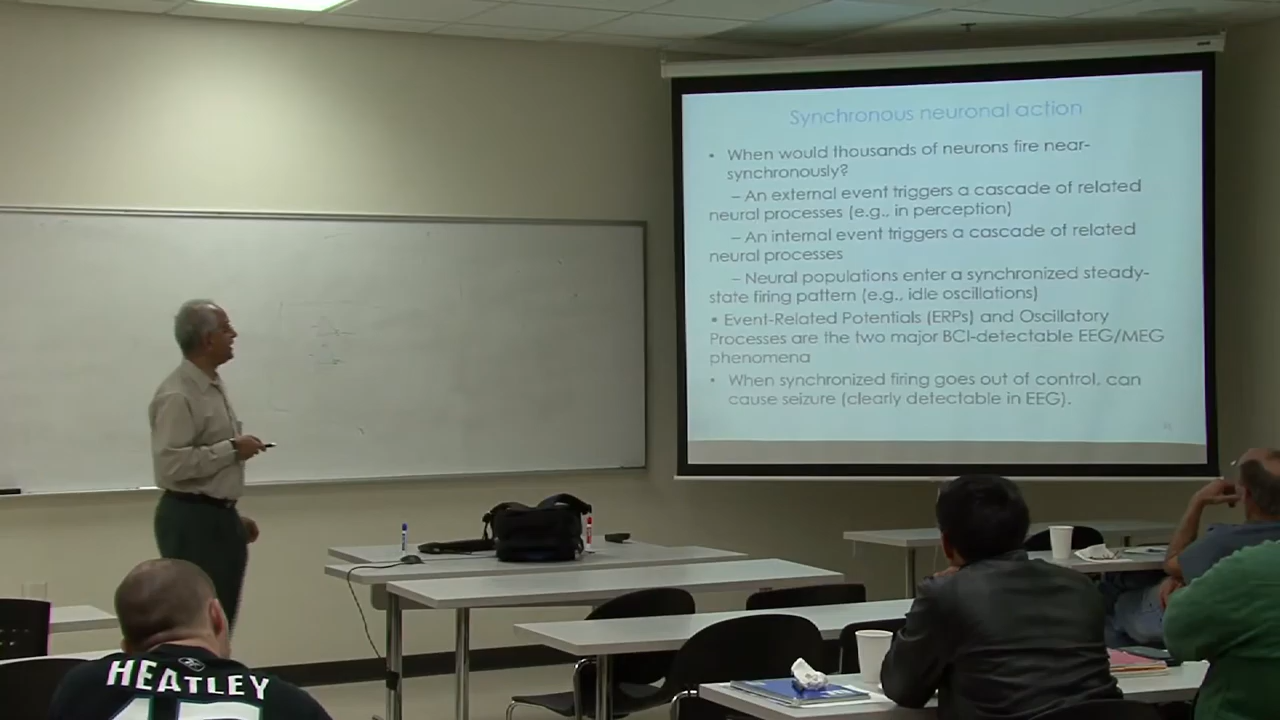 Synchronous neuronal action
• When would thousands of neurons fire near-
synchronously?
– An external event triggers a cascade of related
neural processes (e.g., in perception)
– An internal event triggers a cascade of related
neural processes
– Neural populations enter a synchronized steady-
state firing pattern (e.g., idle oscillations)
• Event-Related Potentials (ERPs) and Oscillatory
Processes are the two major BCI-detectable EEG/MEG
phenomena
• When synchronized firing goes out of control, can
cause seizure (clearly detectable in EEG).
HEATLEY